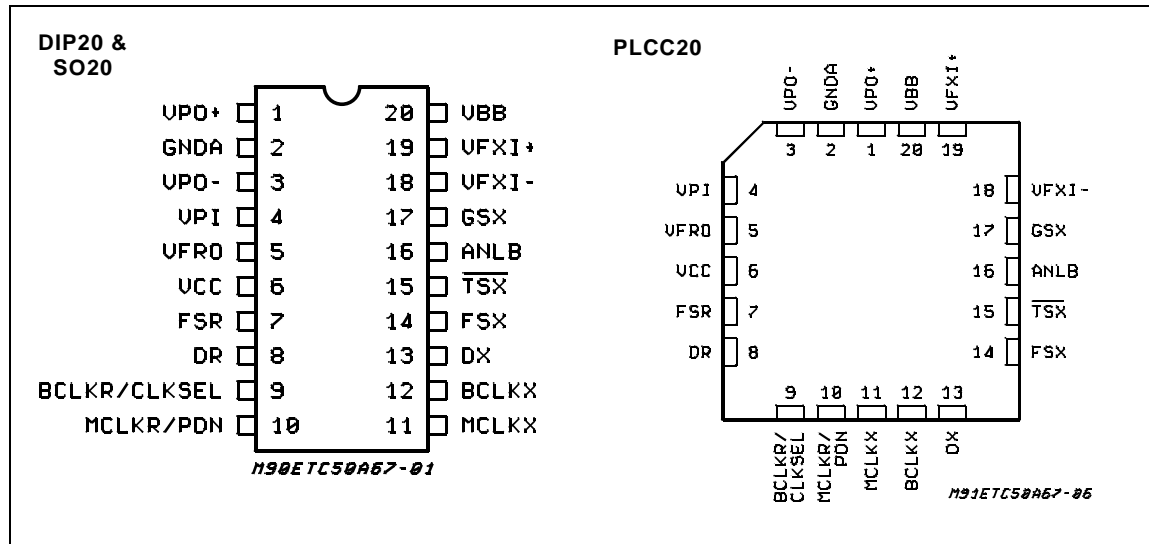 DIP20 &
SO20
VPO+ 1 20 VBB
GNDA 2 19 VFXI+
VPO- 3 18 VFXI-
VPI 4 17 GSX
VFRO 5 16 ANLB
VCC 6 15 TSX
FSR 7 14 FSX
DR 8 13 DX
BCLKR/CLKSEL 9 12 BCLKX
MCLKR/PDN 10 11 MCLKX
M90ETC50A67-01
PLCC20
VPO- GNDA VPO+ VBB VFXI+
3 2 1 20 19
VPI 4 18 VFXI-
VFRO 5 17 GSX
VCC 6 16 ANLB
FSR 7 15 TSX
DR 8 14 FSX
9 10 11 12 13
BCLKR/
CLKSEL
MCLKR/
PDN
MCLKX
BCLKX
DX
M91ETC50A67-06